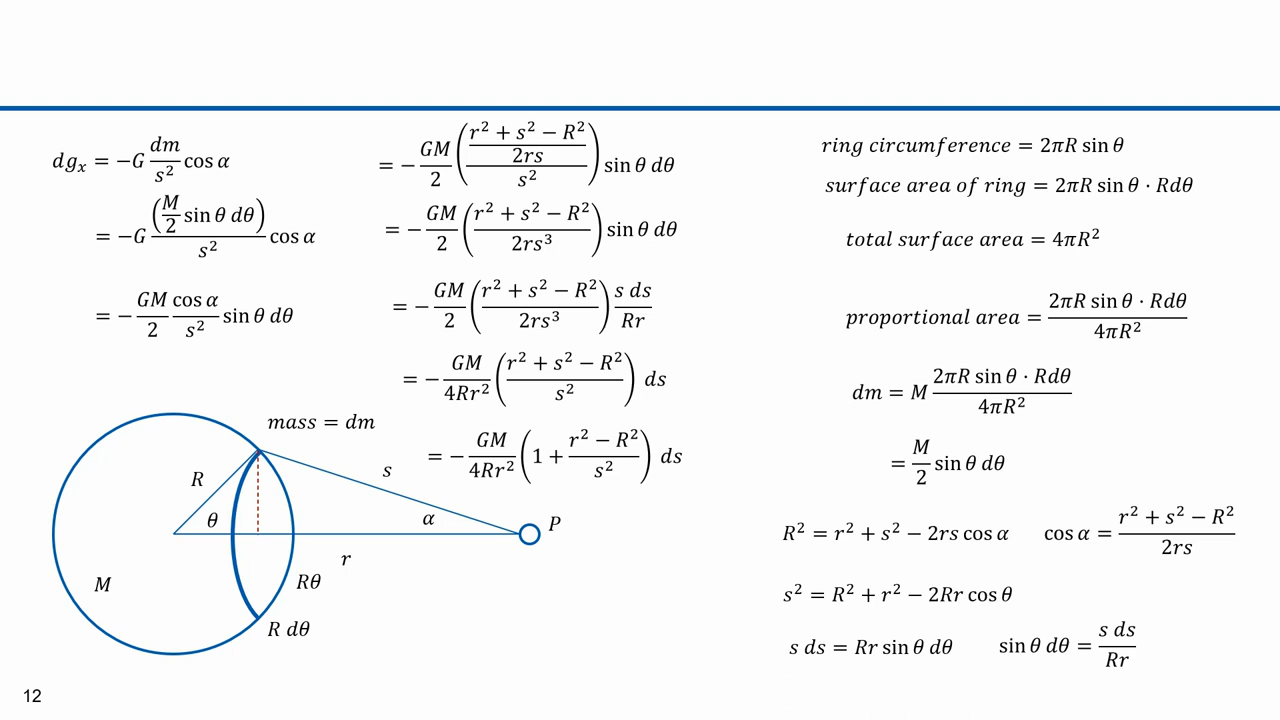 dgₓ = −G dm/s² cos α
= −G (M/2 sin θ dθ)/s² cos α
= − GM/2 cos α/s² sin θ dθ
= − GM/2 (((r² + s² − R²)/2rs)/s²) sin θ dθ
= − GM/2 ((r² + s² − R²)/2rs³) sin θ dθ
= − GM/2 ((r² + s² − R²)/2rs³) s ds/Rr
= − GM/4Rr² ((r² + s² − R²)/s²) ds
= − GM/4Rr² (1 + (r² − R²)/s²) ds
mass = dm
R
s
θ
α
P
r
M
Rθ
R dθ
ring circumference = 2πR sin θ
surface area of ring = 2πR sin θ · Rdθ
total surface area = 4πR²
proportional area = (2πR sin θ · Rdθ)/4πR²
dm = M (2πR sin θ · Rdθ)/4πR²
= M/2 sin θ dθ
R² = r² + s² − 2rs cos α cos α = (r² + s² − R²)/2rs
s² = R² + r² − 2Rr cos θ
s ds = Rr sin θ dθ sin θ dθ = s ds/Rr
12